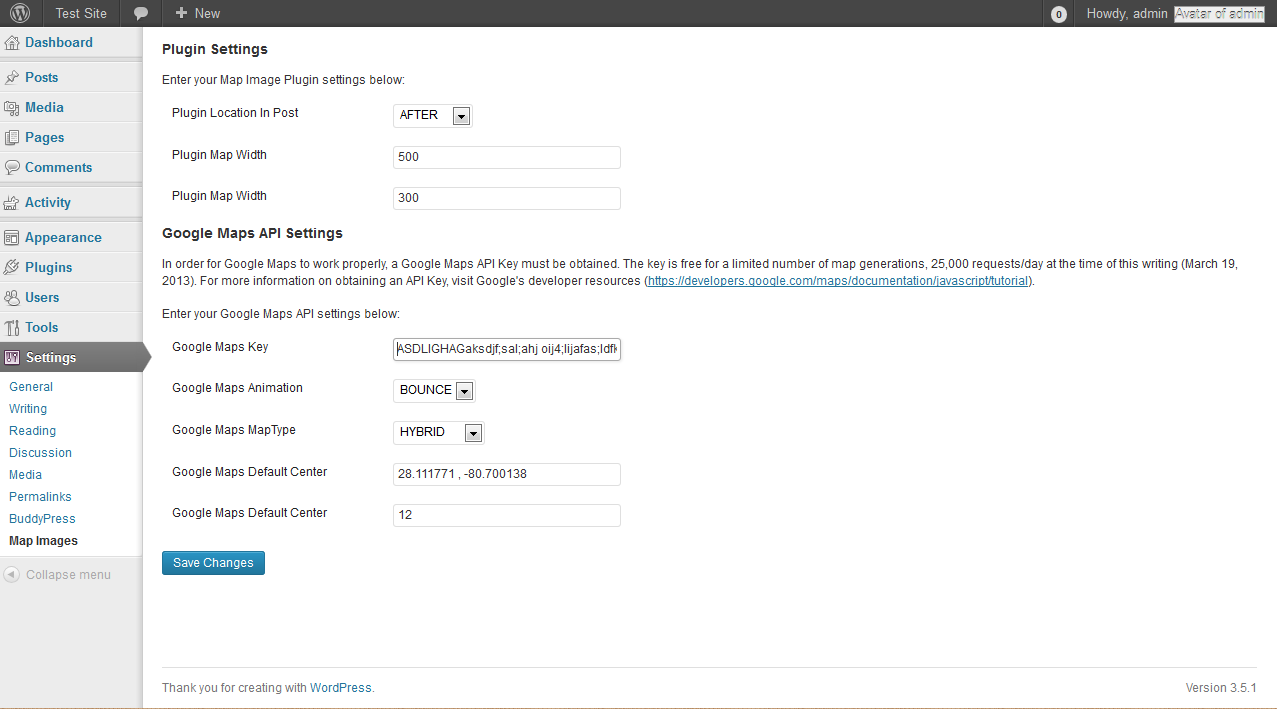 Test Site
New
0
Howdy, admin
Avatar of admin
Dashboard
Posts
Media
Pages
Comments
Activity
Appearance
Plugins
Users
Tools
Settings
General
Writing
Reading
Discussion
Media
Permalinks
BuddyPress
Map Images
Collapse menu
Plugin Settings
Enter your Map Image Plugin settings below:
Plugin Location In Post
AFTER
Plugin Map Width
500
Plugin Map Width
300
Google Maps API Settings
In order for Google Maps to work properly, a Google Maps API Key must be obtained. The key is free for a limited number of map generations, 25,000 requests/day at the time of this writing (March 19,
2013). For more information on obtaining an API Key, visit Google's developer resources (https://developers.google.com/maps/documentation/javascript/tutorial).
Enter your Google Maps API settings below:
Google Maps Key
ASDLIGHAGaksdjf;sal;ahj oij4;lijafas;ldfk
Google Maps Animation
BOUNCE
Google Maps MapType
HYBRID
Google Maps Default Center
28.111771 , -80.700138
Google Maps Default Center
12
Save Changes
Thank you for creating with WordPress.
Version 3.5.1